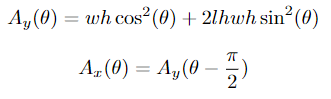 A_y(θ) = wh cos²(θ) + 2lhwh sin²(θ)
A_x(θ) = A_y(θ − π/2)